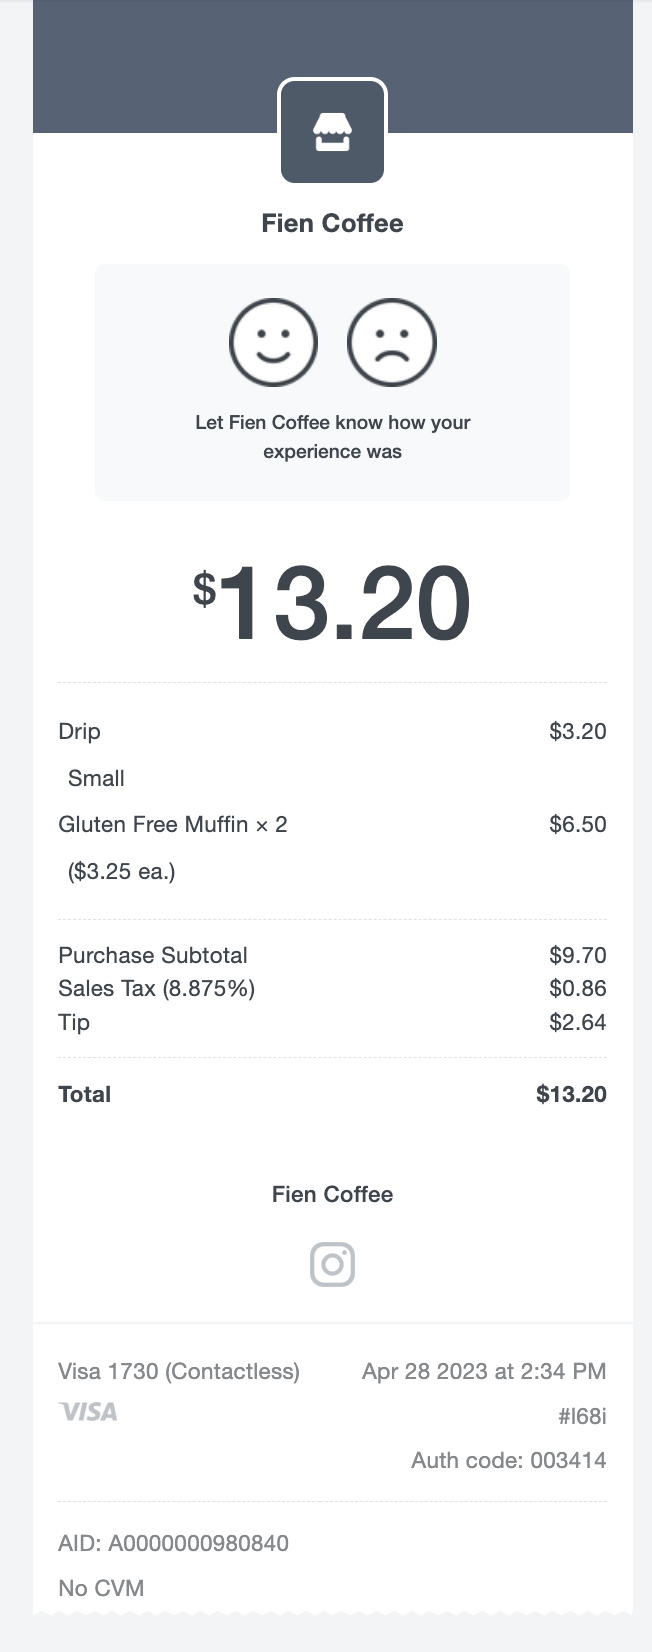 Fien Coffee
Let Fien Coffee know how your
experience was
$13.20
Drip $3.20
Small
Gluten Free Muffin × 2 $6.50
($3.25 ea.)
Purchase Subtotal $9.70
Sales Tax (8.875%) $0.86
Tip $2.64
Total $13.20
Fien Coffee
Visa 1730 (Contactless) Apr 28 2023 at 2:34 PM
VISA #I68i
Auth code: 003414
AID: A0000000980840
No CVM